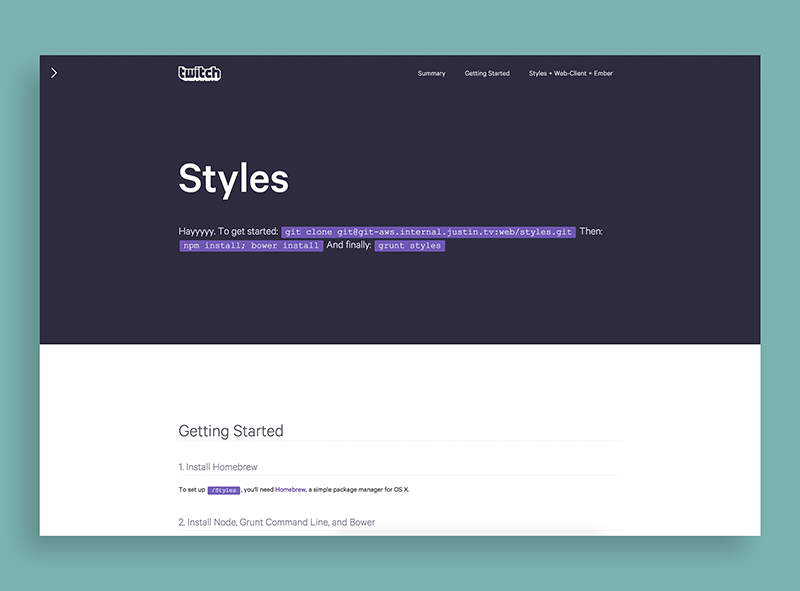 twitch
Summary Getting Started Styles + Web-Client + Ember
Styles
Hayyyyy. To get started: git clone git@git-aws.internal.justin.tv:web/styles.git Then:
npm install; bower install And finally: grunt styles
Getting Started
1. Install Homebrew
To set up /Styles, you'll need Homebrew, a simple package manager for OS X.
2. Install Node, Grunt Command Line, and Bower